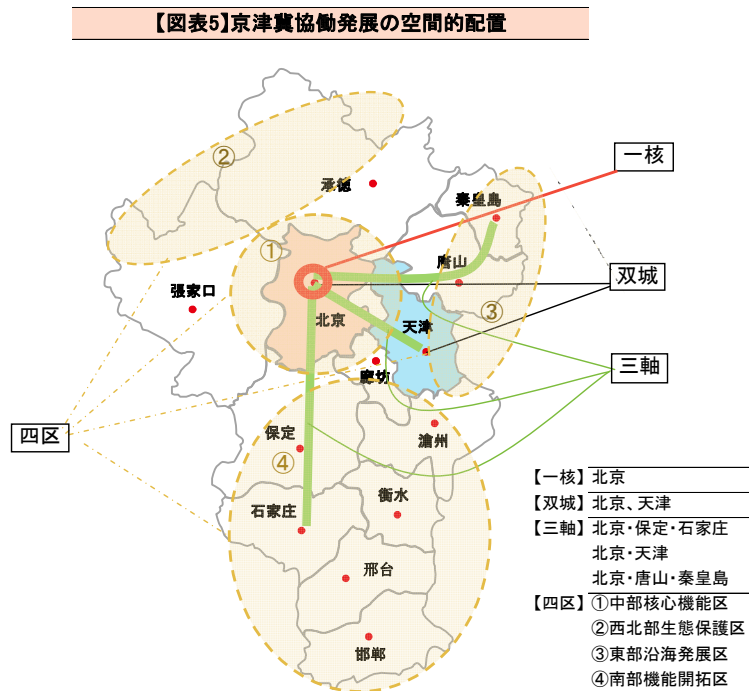 【図表5】京津冀協働発展の空間的配置
一核
②
承徳
秦皇島
①
唐山
双城
張家口
北京
天津
③
廊坊
三軸
四区
保定
滄州
④
石家庄
衡水
邢台
邯鄲
【一核】北京
【双城】北京、天津
【三軸】北京・保定・石家庄
北京・天津
北京・唐山・秦皇島
【四区】①中部核心機能区
②西北部生態保護区
③東部沿海発展区
④南部機能開拓区